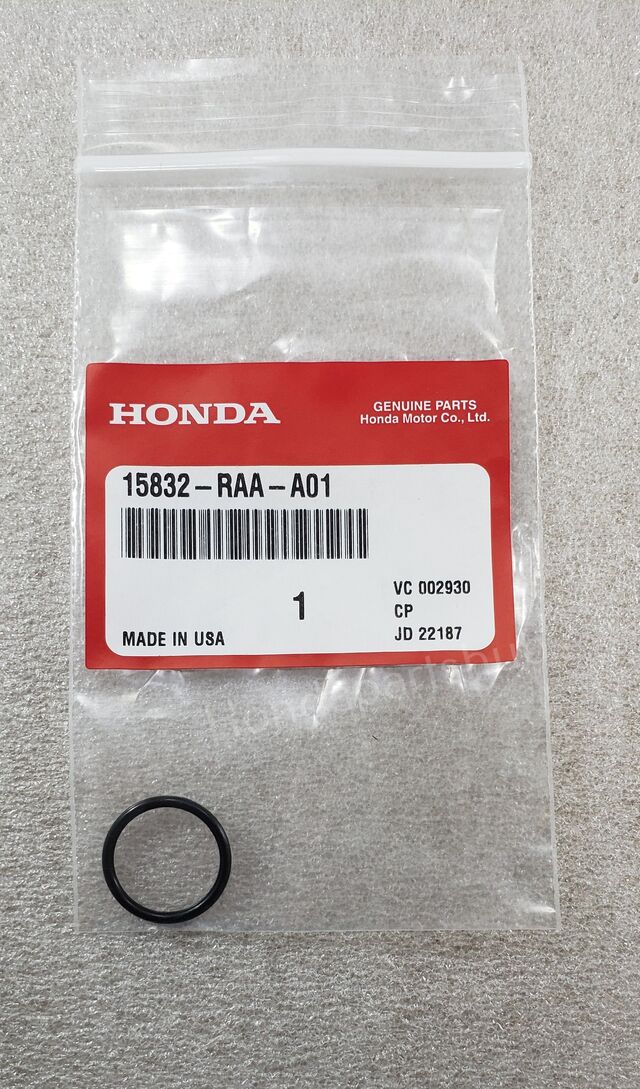 HONDA
GENUINE PARTS
Honda Motor Co., Ltd.
15832-RAA-A01
1
VC 002930
CP
JD 22187
MADE IN USA
Hondapartsbu